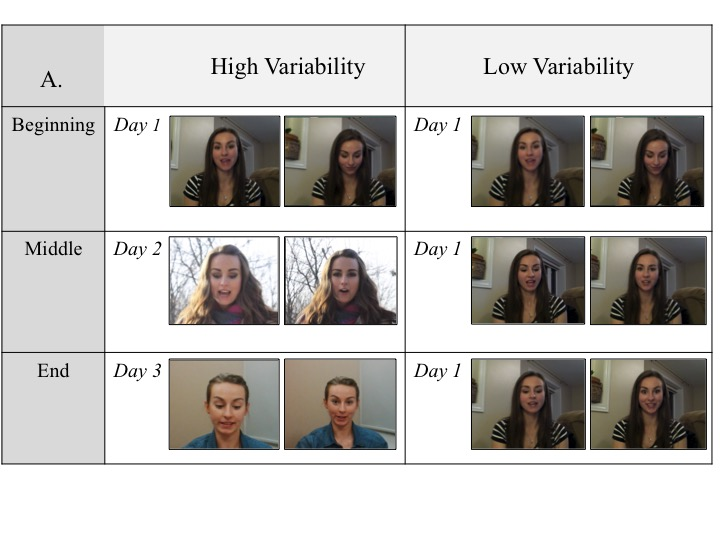 A.
High Variability
Low Variability
Beginning
Day 1
Day 1
Middle
Day 2
Day 1
End
Day 3
Day 1